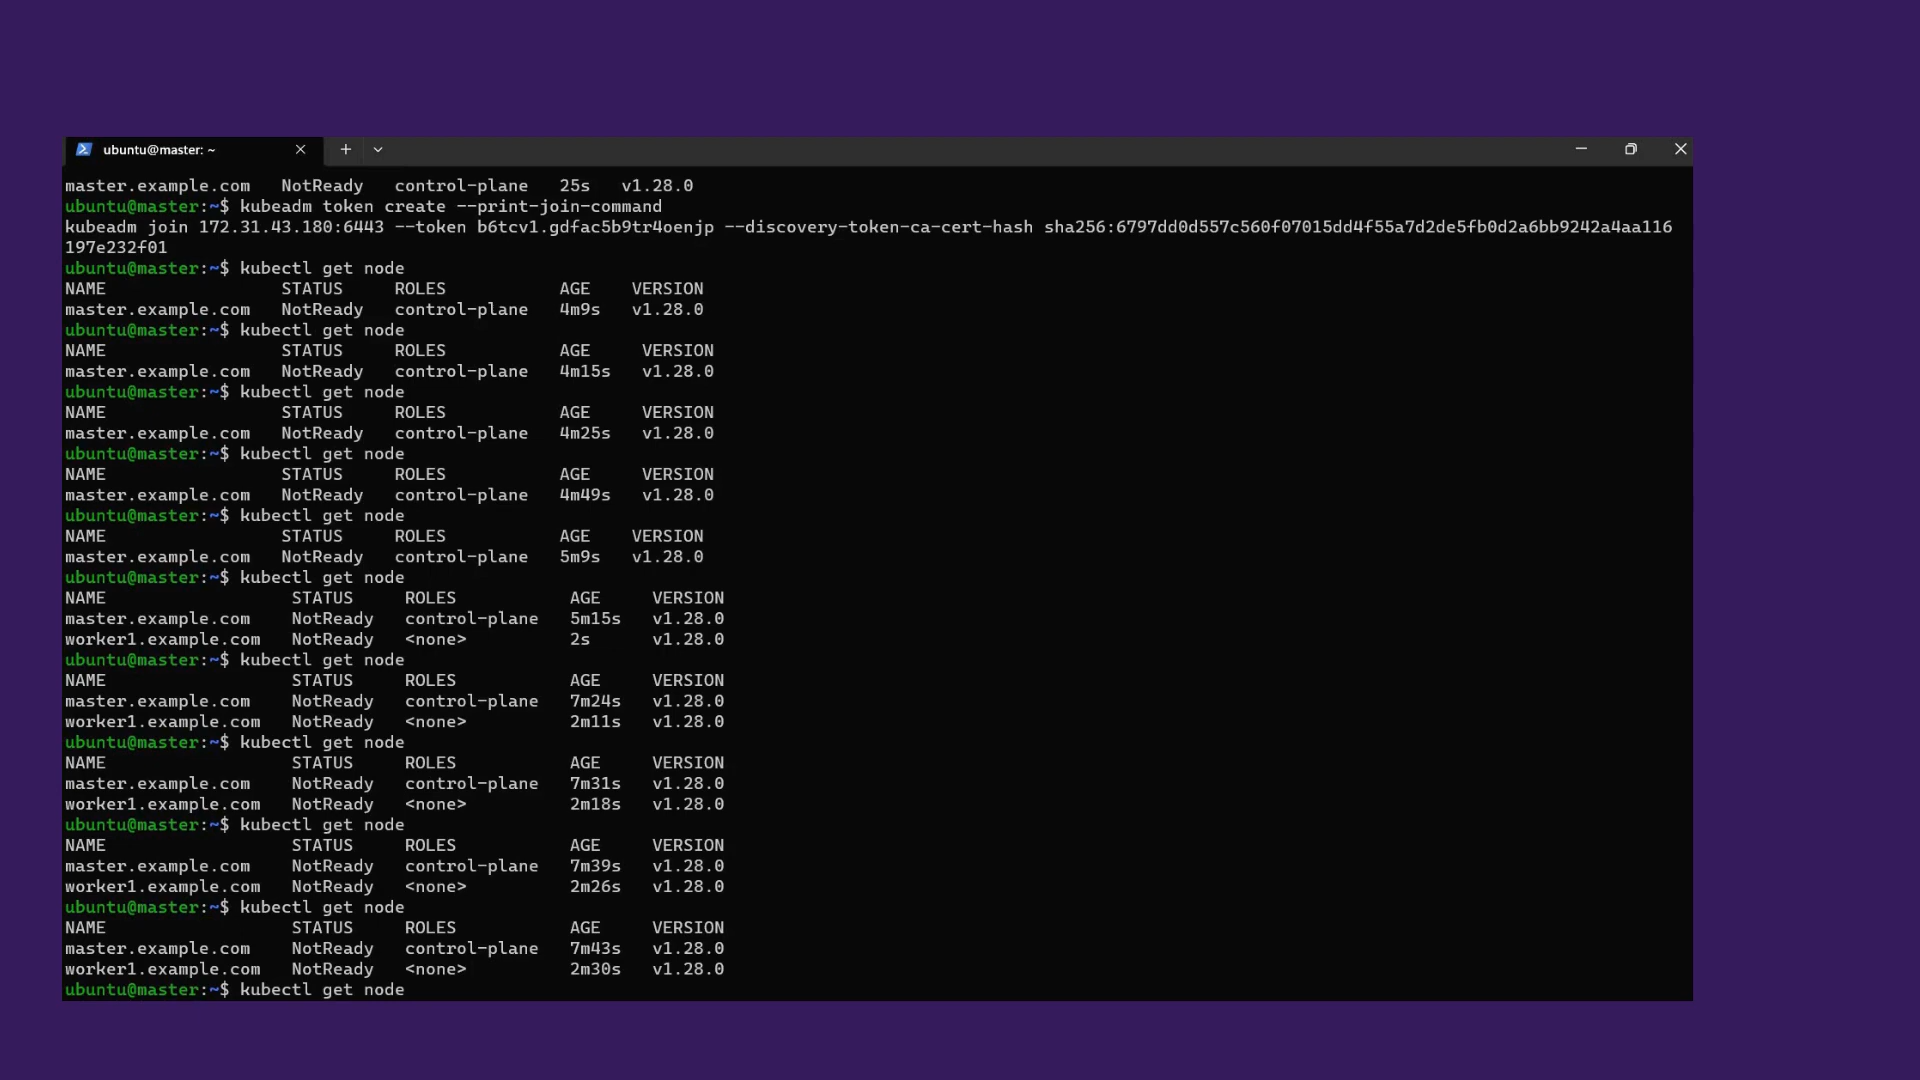 ubuntu@master: ~
master.example.com   NotReady   control-plane   25s   v1.28.0
ubuntu@master:~$ kubeadm token create --print-join-command
kubeadm join 172.31.43.180:6443 --token b6tcv1.gdfac5b9tr4oenjp --discovery-token-ca-cert-hash sha256:6797dd0d557c560f07015dd4f55a7d2de5fb0d2a6bb9242a4aa116
197e232f01
ubuntu@master:~$ kubectl get node
NAME                 STATUS     ROLES           AGE    VERSION
master.example.com   NotReady   control-plane   4m9s   v1.28.0
ubuntu@master:~$ kubectl get node
NAME                 STATUS     ROLES           AGE     VERSION
master.example.com   NotReady   control-plane   4m15s   v1.28.0
ubuntu@master:~$ kubectl get node
NAME                 STATUS     ROLES           AGE     VERSION
master.example.com   NotReady   control-plane   4m25s   v1.28.0
ubuntu@master:~$ kubectl get node
NAME                 STATUS     ROLES           AGE     VERSION
master.example.com   NotReady   control-plane   4m49s   v1.28.0
ubuntu@master:~$ kubectl get node
NAME                 STATUS     ROLES           AGE    VERSION
master.example.com   NotReady   control-plane   5m9s   v1.28.0
ubuntu@master:~$ kubectl get node
NAME                  STATUS     ROLES           AGE     VERSION
master.example.com    NotReady   control-plane   5m15s   v1.28.0
worker1.example.com   NotReady   <none>          2s      v1.28.0
ubuntu@master:~$ kubectl get node
NAME                  STATUS     ROLES           AGE     VERSION
master.example.com    NotReady   control-plane   7m24s   v1.28.0
worker1.example.com   NotReady   <none>          2m11s   v1.28.0
ubuntu@master:~$ kubectl get node
NAME                  STATUS     ROLES           AGE     VERSION
master.example.com    NotReady   control-plane   7m31s   v1.28.0
worker1.example.com   NotReady   <none>          2m18s   v1.28.0
ubuntu@master:~$ kubectl get node
NAME                  STATUS     ROLES           AGE     VERSION
master.example.com    NotReady   control-plane   7m39s   v1.28.0
worker1.example.com   NotReady   <none>          2m26s   v1.28.0
ubuntu@master:~$ kubectl get node
NAME                  STATUS     ROLES           AGE     VERSION
master.example.com    NotReady   control-plane   7m43s   v1.28.0
worker1.example.com   NotReady   <none>          2m30s   v1.28.0
ubuntu@master:~$ kubectl get node